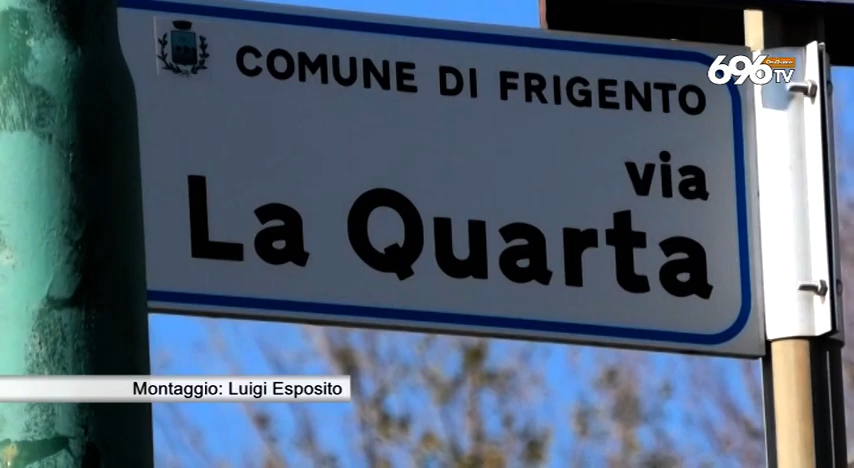 COMUNE DI FRIGENTO
696
TV
via
La Quarta
Montaggio: Luigi Esposito